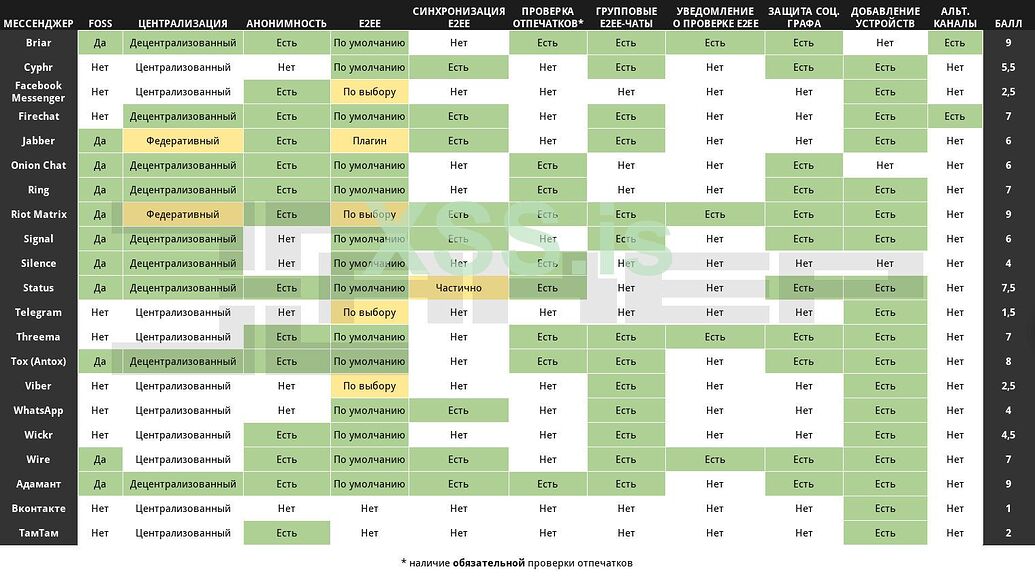 МЕССЕНДЖЕР FOSS ЦЕНТРАЛИЗАЦИЯ АНОНИМНОСТЬ E2EE СИНХРОНИЗАЦИЯ E2EE ПРОВЕРКА ОТПЕЧАТКОВ* ГРУППОВЫЕ E2EE-ЧАТЫ УВЕДОМЛЕНИЕ О ПРОВЕРКЕ E2EE ЗАЩИТА СОЦ. ГРАФА ДОБАВЛЕНИЕ УСТРОЙСТВ АЛЬТ. КАНАЛЫ БАЛЛ
Briar Да Децентрализованный Есть По умолчанию Нет Есть Есть Есть Есть Нет Есть 9
Cyphr Нет Централизованный Нет По умолчанию Есть Нет Есть Нет Есть Есть Нет 5,5
Facebook Messenger Нет Централизованный Есть По выбору Нет Нет Нет Нет Нет Есть Нет 2,5
Firechat Нет Децентрализованный Есть По умолчанию Есть Нет Есть Нет Нет Есть Есть 7
Jabber Да Федеративный Есть Плагин Есть Нет Есть Нет Нет Есть Нет 6
Onion Chat Да Децентрализованный Есть По умолчанию Нет Есть Нет Нет Есть Нет Нет 6
Ring Да Децентрализованный Есть По умолчанию Нет Есть Нет Нет Есть Есть Нет 7
Riot Matrix Да Федеративный Есть По выбору Есть Есть Есть Есть Есть Есть Нет 9
Signal Да Децентрализованный Нет По умолчанию Есть Нет Есть Нет Есть Есть Нет 6
Silence Да Децентрализованный Нет По умолчанию Нет Есть Нет Нет Нет Нет Нет 4
Status Да Децентрализованный Есть По умолчанию Частично Есть Нет Нет Есть Есть Нет 7,5
Telegram Нет Централизованный Нет По выбору Нет Нет Нет Нет Нет Есть Нет 1,5
Threema Нет Децентрализованный Есть По умолчанию Нет Есть Есть Есть Есть Есть Нет 7
Tox (Antox) Да Децентрализованный Есть По умолчанию Нет Есть Есть Нет Есть Есть Нет 8
Viber Нет Централизованный Нет По выбору Нет Нет Есть Нет Нет Есть Нет 2,5
WhatsApp Нет Централизованный Нет По умолчанию Есть Нет Есть Нет Нет Есть Нет 4
Wickr Нет Централизованный Есть По умолчанию Нет Нет Есть Нет Нет Есть Нет 4,5
Wire Да Централизованный Есть По умолчанию Есть Нет Есть Есть Есть Есть Нет 7
Адамант Да Децентрализованный Есть По умолчанию Есть Есть Есть Нет Есть Есть Нет 9
Вконтакте Нет Централизованный Нет Нет Нет Нет Нет Нет Нет Есть Нет 1
ТамТам Нет Централизованный Есть Нет Нет Нет Нет Нет Нет Есть Нет 2
XSS.is
* наличие обязательной проверки отпечатков